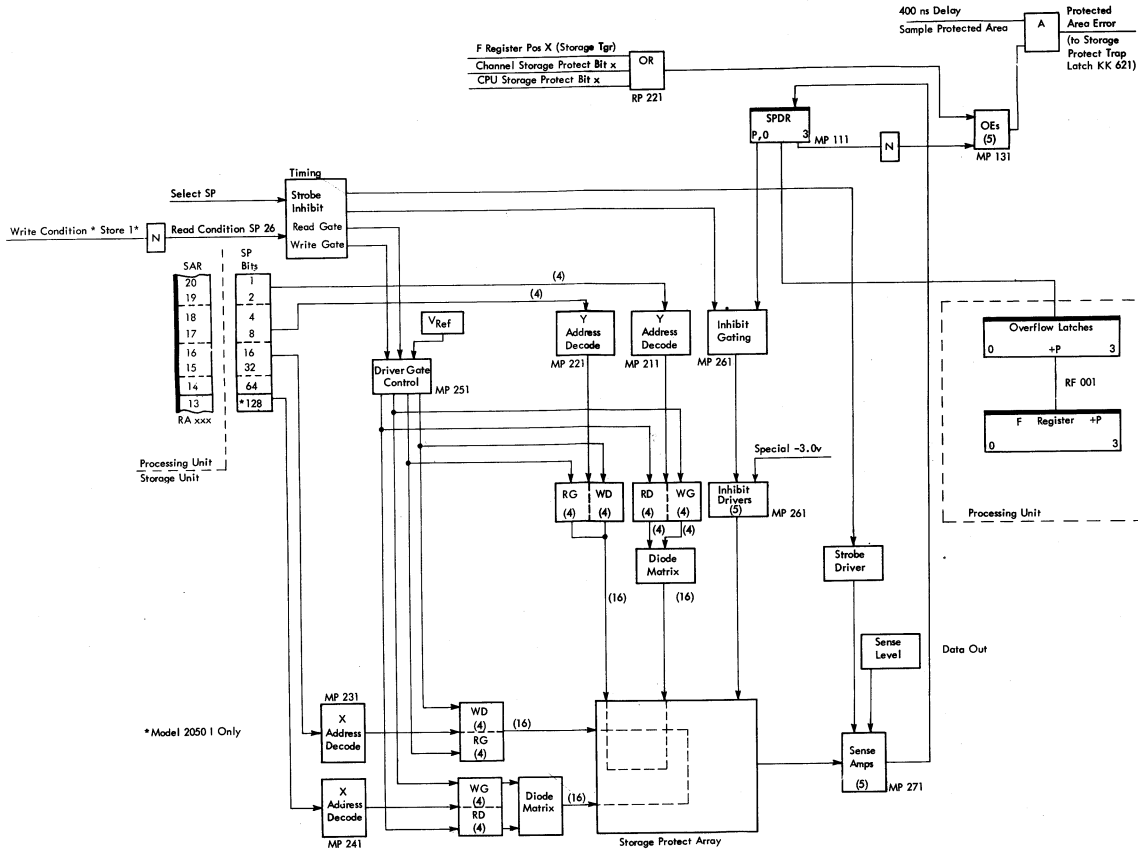 400 ns Delay
Sample Protected Area
A
Protected
Area Error
(to Storage
Protect Trap
Latch KK 621)
F Register Pos X (Storage Tgr)
Channel Storage Protect Bit x
CPU Storage Protect Bit x
OR
RP 221
SPDR
P,0 3
MP 111
N
OEs
(5)
MP 131
Timing
Select SP
Strobe
Inhibit
Read Gate
Write Gate
Write Condition * Store 1*
N
Read Condition SP 26
SAR
SP
Bits
20 1
19 2
18 4
17 8
16 16
15 32
14 64
13 *128
RA xxx
Processing Unit
Storage Unit
(4)
(4)
VRef
Driver Gate
Control
MP 251
Y
Address
Decode
MP 221
Y
Address
Decode
MP 211
Inhibit
Gating
MP 261
Overflow Latches
0 +P 3
RF 001
F Register +P
0 3
Processing Unit
Special -3.0v
RG WD
(4) (4)
RD WG
(4) (4)
Inhibit
Drivers
(5)
MP 261
(4) (4)
Diode
Matrix
(16) (16)
Strobe
Driver
Sense
Level
Data Out
*Model 2050 I Only
MP 231
X
Address
Decode
WD
(4)
RG
(4)
(16)
X
Address
Decode
MP 241
WG
(4)
RD
(4)
Diode
Matrix
(16)
Sense
Amps
(5)
MP 271
Storage Protect Array